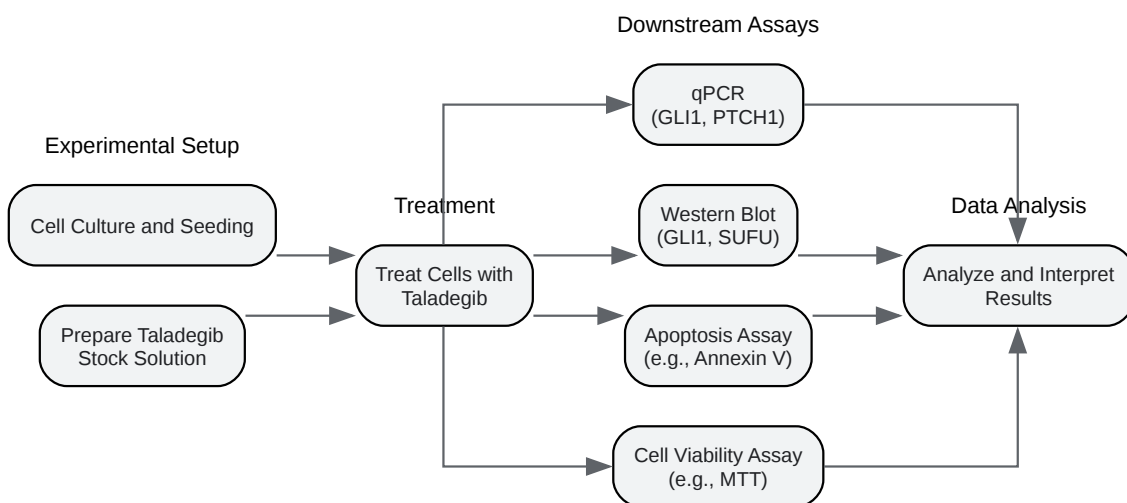 Experimental Setup
Cell Culture and Seeding
Prepare Taladegib
Stock Solution
Treatment
Treat Cells with
Taladegib
Downstream Assays
qPCR
(GLI1, PTCH1)
Western Blot
(GLI1, SUFU)
Apoptosis Assay
(e.g., Annexin V)
Cell Viability Assay
(e.g., MTT)
Data Analysis
Analyze and Interpret
Results